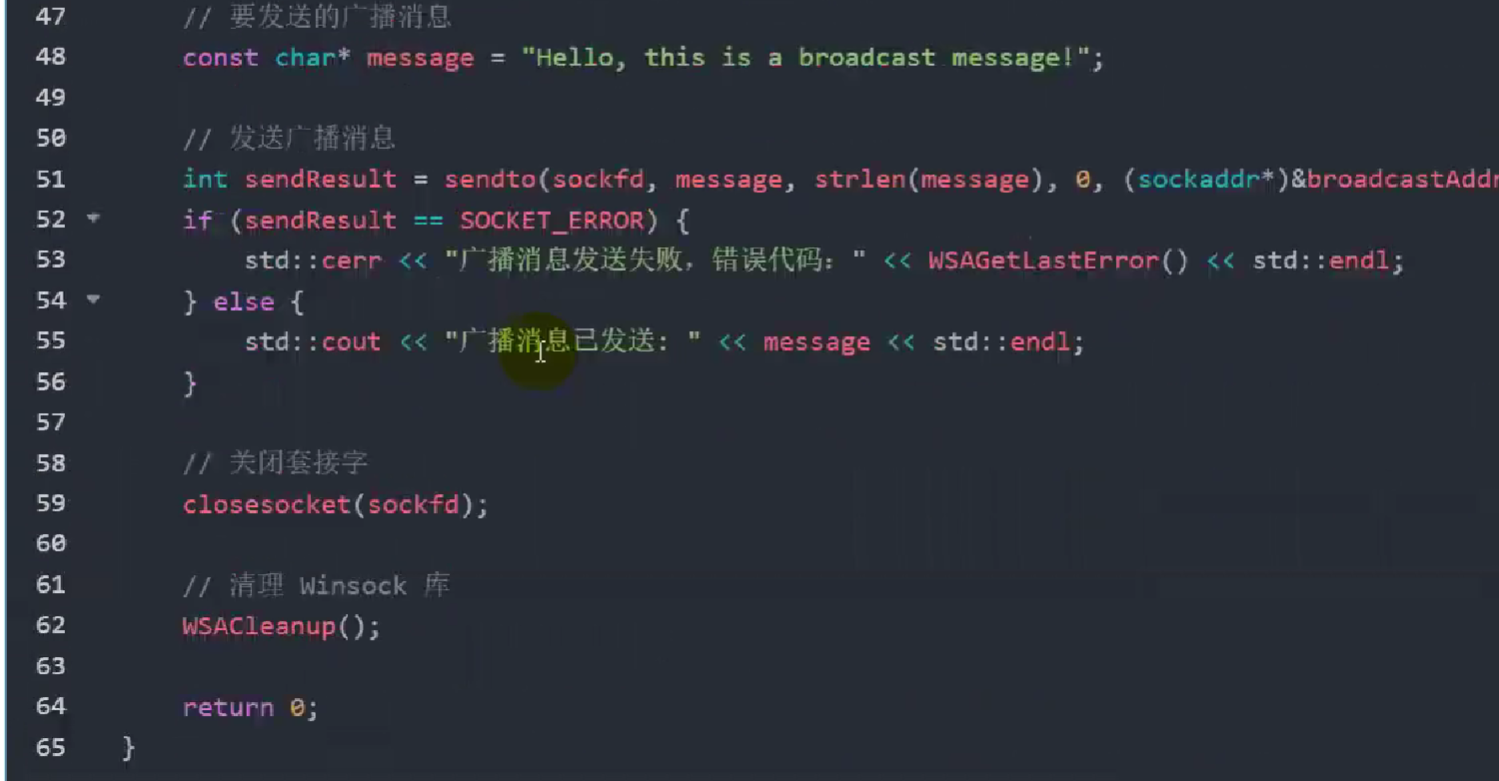 47 // 要发送的广播消息
48 const char* message = "Hello, this is a broadcast message!";
49
50 // 发送广播消息
51 int sendResult = sendto(sockfd, message, strlen(message), 0, (sockaddr*)&broadcastAddr
52 if (sendResult == SOCKET_ERROR) {
53 std::cerr << "广播消息发送失败，错误代码：" << WSAGetLastError() << std::endl;
54 } else {
55 std::cout << "广播消息已发送: " << message << std::endl;
56 }
57
58 // 关闭套接字
59 closesocket(sockfd);
60
61 // 清理 Winsock 库
62 WSACleanup();
63
64 return 0;
65 }